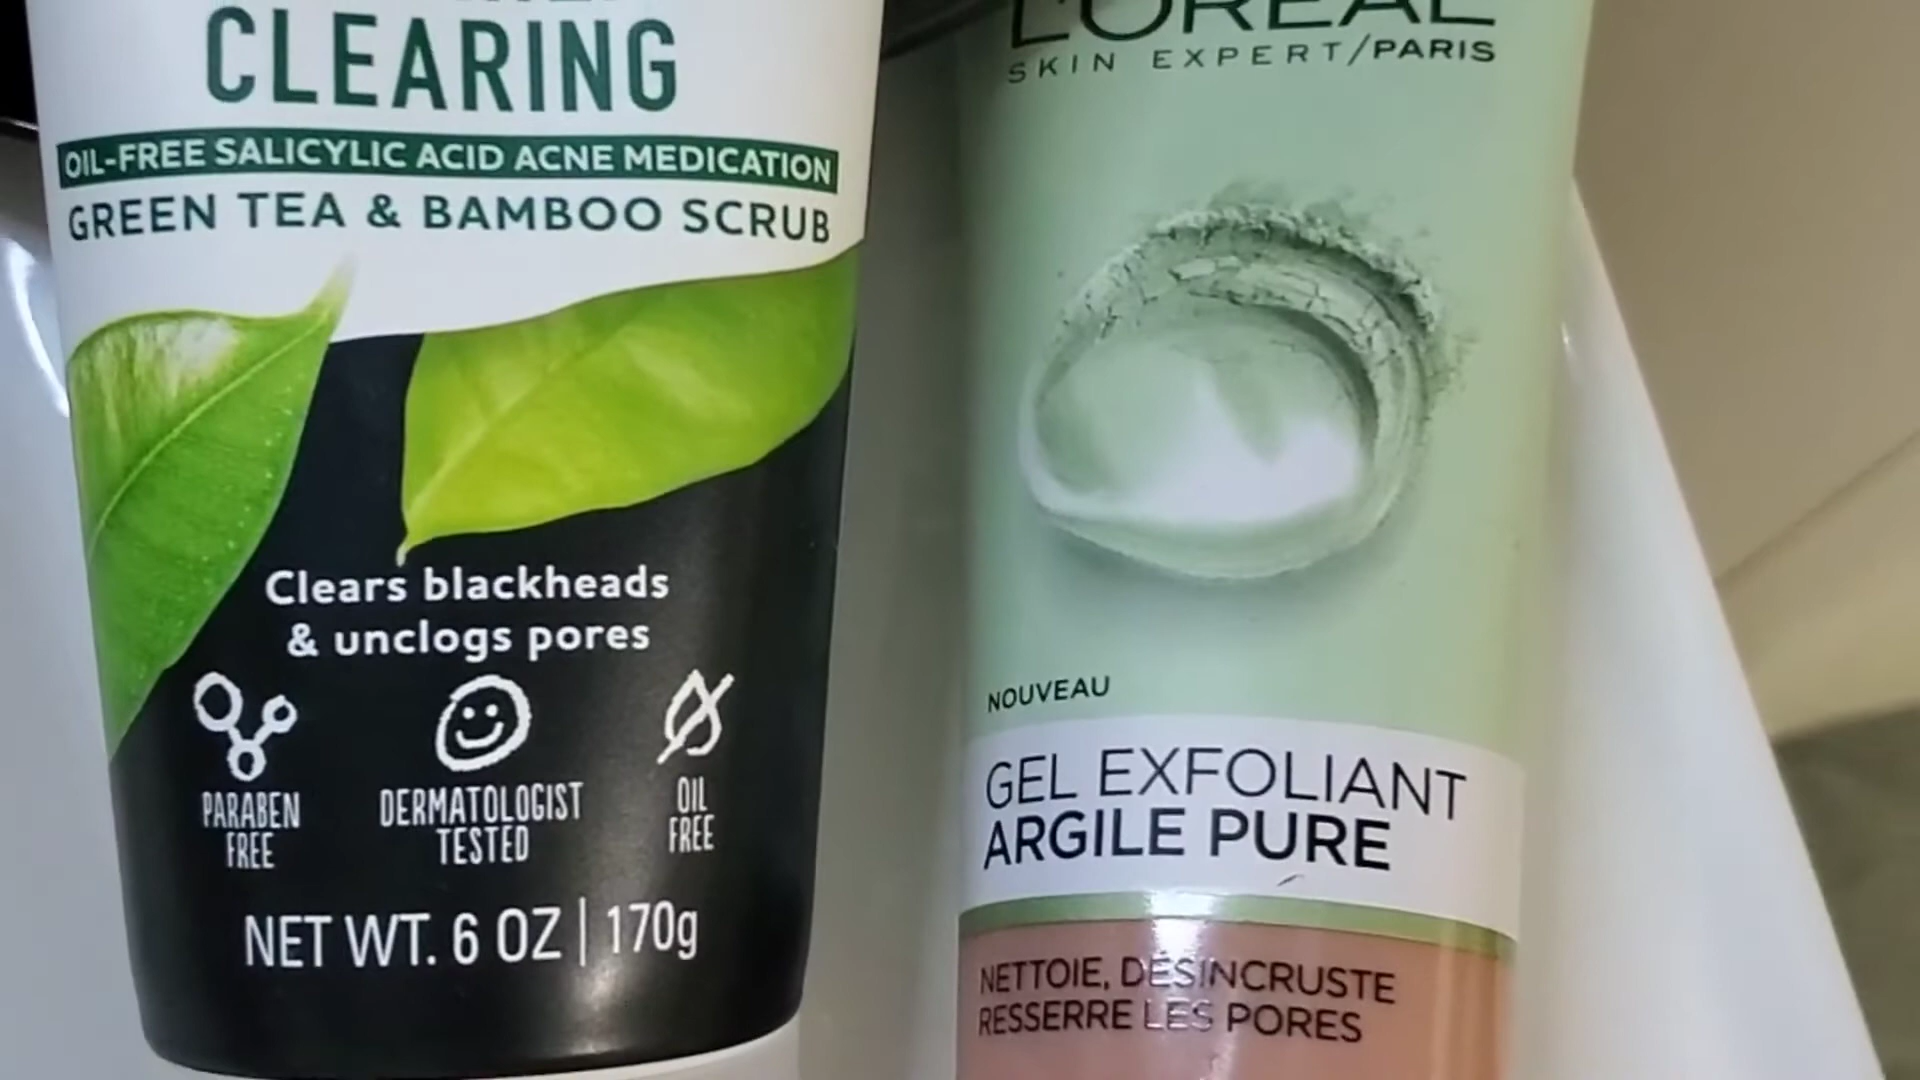 CLEARING
OIL-FREE SALICYLIC ACID ACNE MEDICATION
GREEN TEA & BAMBOO SCRUB
Clears blackheads
& unclogs pores
PARABEN
FREE
DERMATOLOGIST
TESTED
OIL
FREE
NET WT. 6 OZ | 170g
L'ORÉAL
SKIN EXPERT/PARIS
NOUVEAU
GEL EXFOLIANT
ARGILE PURE
NETTOIE, DÉSINCRUSTE
RESSERRE LES PORES